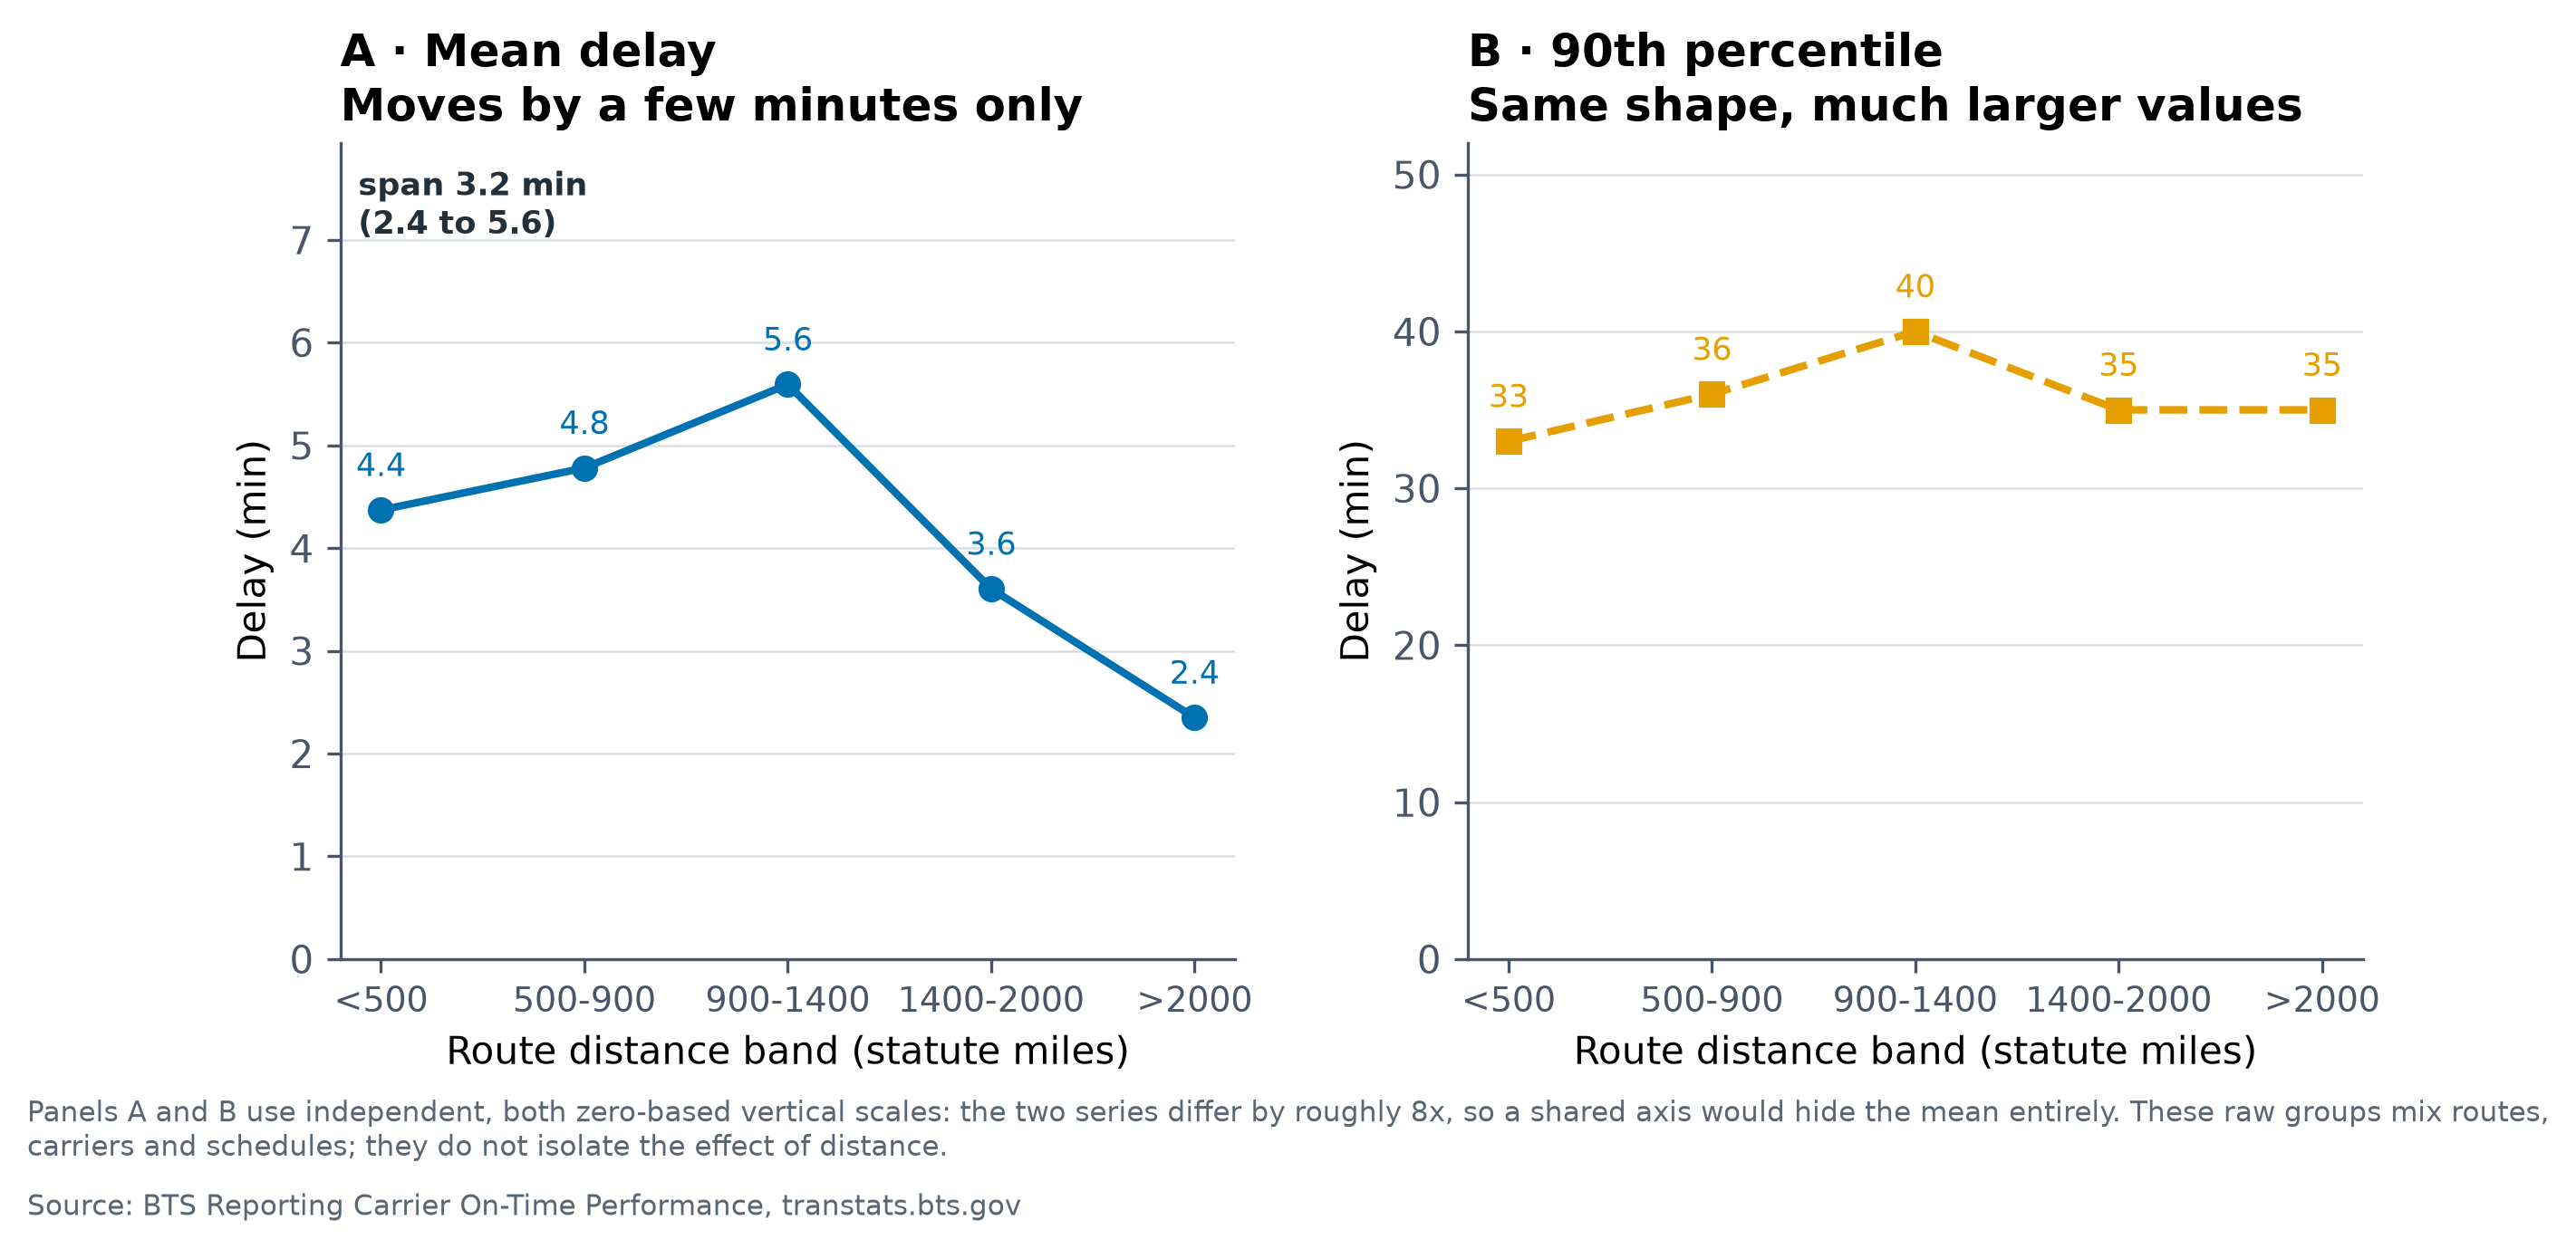 A · Mean delay
Moves by a few minutes only
span 3.2 min
(2.4 to 5.6)
7
6
5
4
3
2
1
0
Delay (min)
4.4
4.8
5.6
3.6
2.4
<500
500-900
900-1400
1400-2000
>2000
Route distance band (statute miles)
B · 90th percentile
Same shape, much larger values
50
40
30
20
10
0
Delay (min)
33
36
40
35
35
<500
500-900
900-1400
1400-2000
>2000
Route distance band (statute miles)
Panels A and B use independent, both zero-based vertical scales: the two series differ by roughly 8x, so a shared axis would hide the mean entirely. These raw groups mix routes,
carriers and schedules; they do not isolate the effect of distance.
Source: BTS Reporting Carrier On-Time Performance, transtats.bts.gov